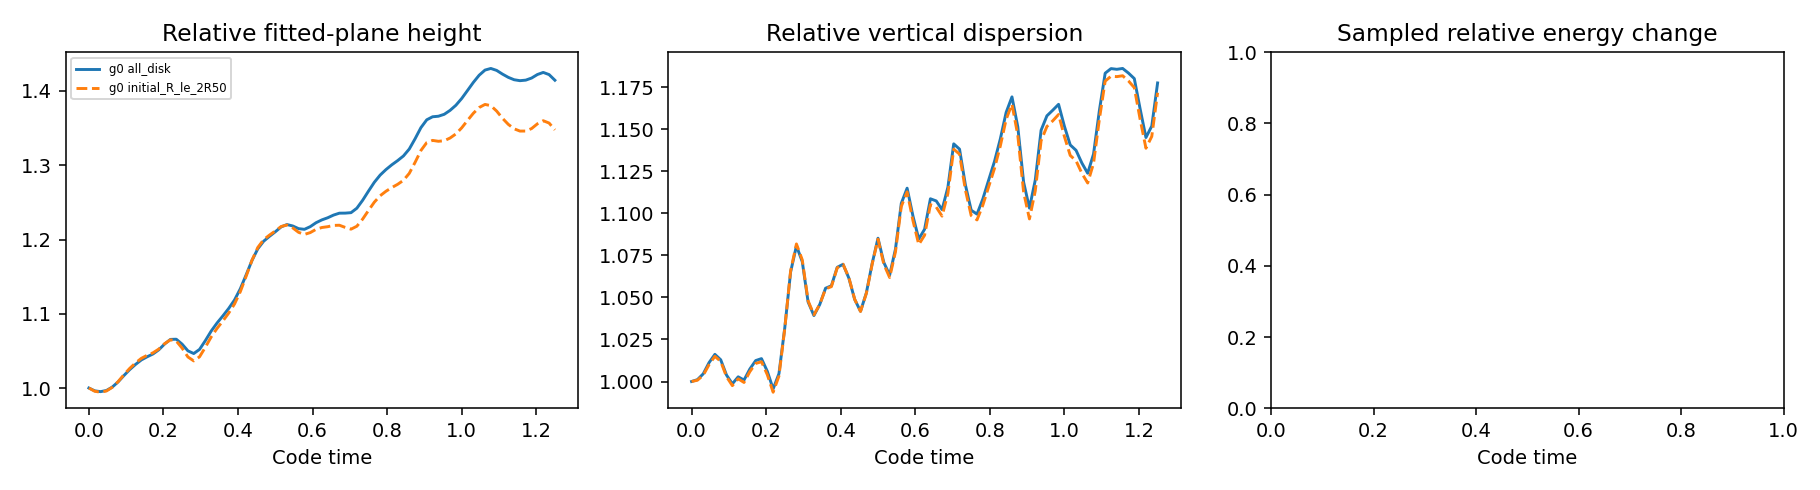 Relative fitted-plane height
g0 all_disk
g0 initial_R_le_2R50
1.4
1.3
1.2
1.1
1.0
0.0 0.2 0.4 0.6 0.8 1.0 1.2
Code time
Relative vertical dispersion
1.175
1.150
1.125
1.100
1.075
1.050
1.025
1.000
0.0 0.2 0.4 0.6 0.8 1.0 1.2
Code time
Sampled relative energy change
1.0
0.8
0.6
0.4
0.2
0.0
0.0 0.2 0.4 0.6 0.8 1.0
Code time